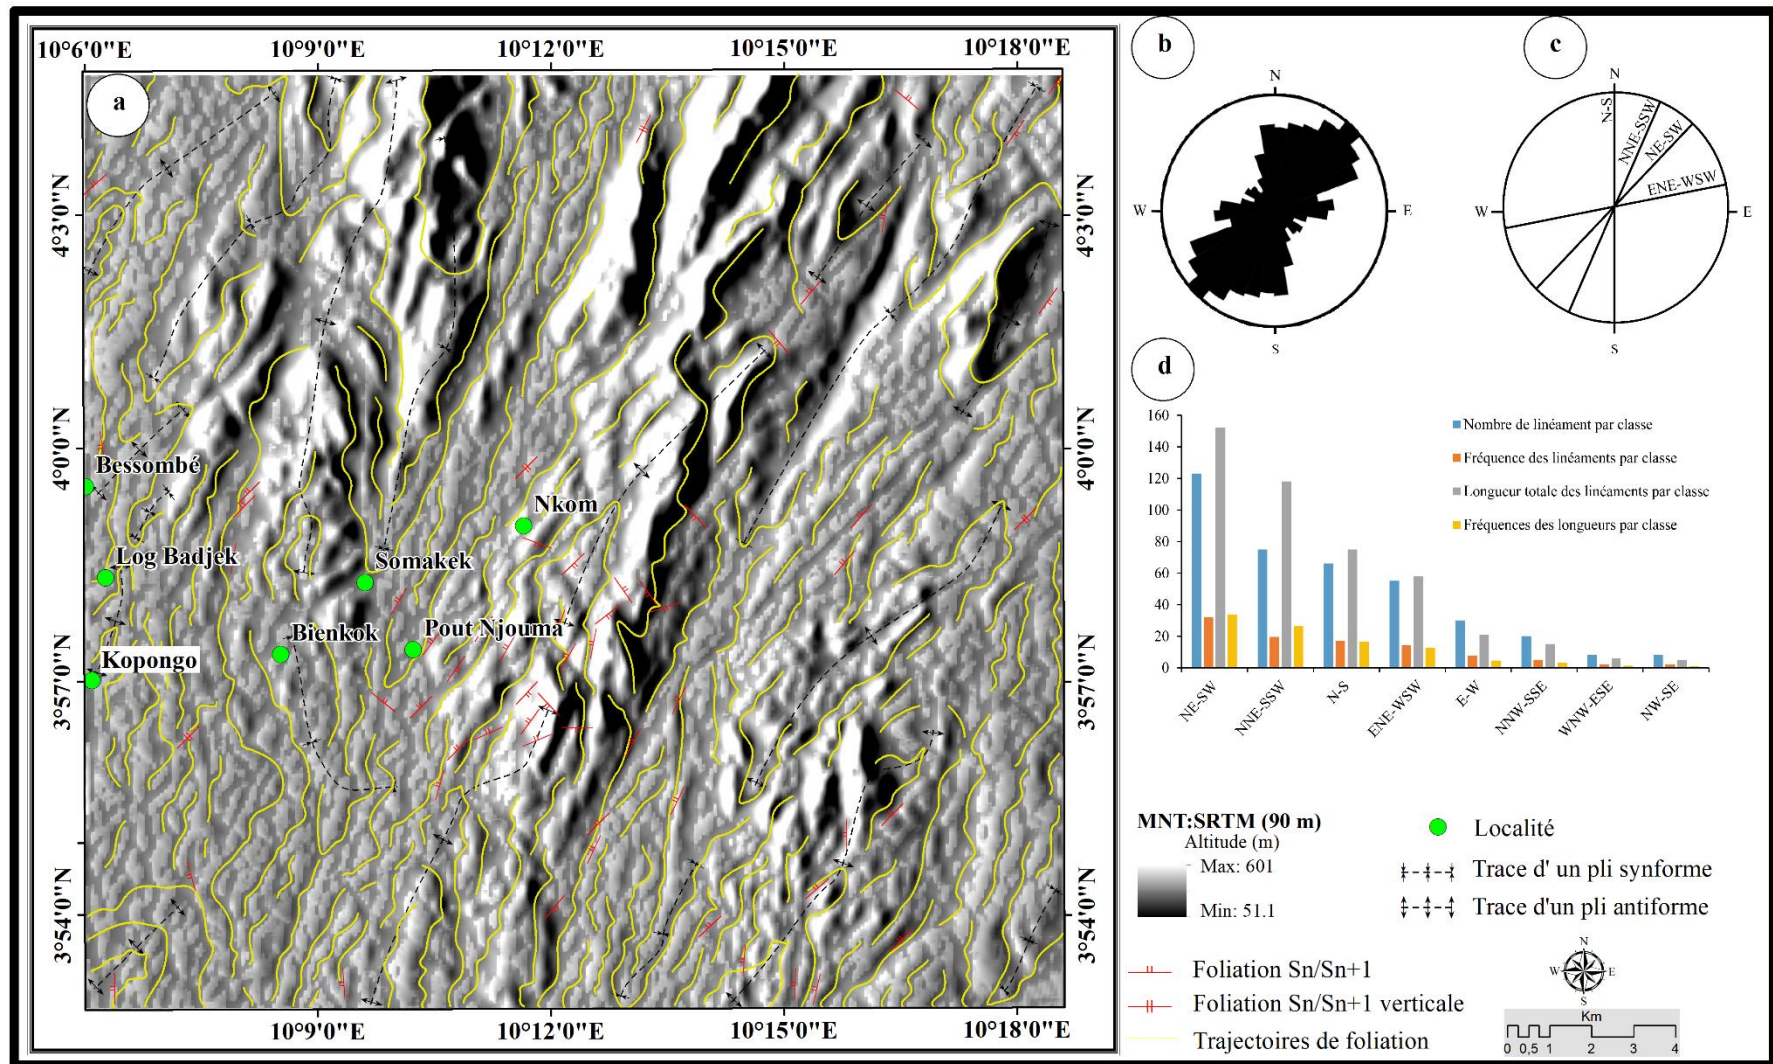 10°6'0"E 10°9'0"E 10°12'0"E 10°15'0"E 10°18'0"E
a
4°3'0"N
4°0'0"N
3°57'0"N
3°54'0"N
Bessombé
Nkom
Log Badjek
Somakek
Bienkok
Pout Njouma
Kopongo
4°3'0"N
4°0'0"N
3°57'0"N
3°54'0"N
10°9'0"E 10°12'0"E 10°15'0"E 10°18'0"E
b
N
W E
S
c
N
N-S
NNE-SSW
NE-SW
ENE-WSW
W E
S
d
160
140
120
100
80
60
40
20
0
Nombre de linéament par classe
Fréquence des linéaments par classe
Longueur totale des linéaments par classe
Fréquences des longueurs par classe
NE-SW NNE-SSW N-S ENE-WSW E-W NNW-SSE WNW-ESE NW-SE
MNT:SRTM (90 m)
Altitude (m)
Max: 601
Min: 51.1
Localité
Trace d' un pli synforme
Trace d'un pli antiforme
Foliation Sn/Sn+1
Foliation Sn/Sn+1 verticale
Trajectoires de foliation
N
W E
S
Km
0 0,5 1 2 3 4